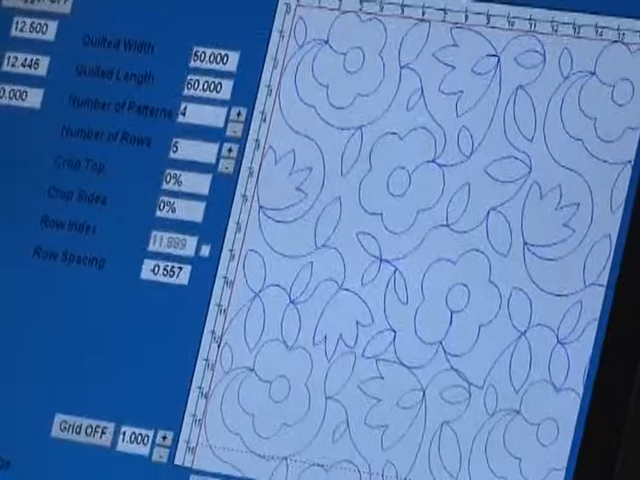 12.500
Quilted Width 50.000
12.446
Quilted Length 60.000
0.000
Number of Patterns 4
Number of Rows 5
Crop Top 0%
Crop Sides 0%
Row Index 11.889
Row Spacing -0.557
Grid OFF 1.000